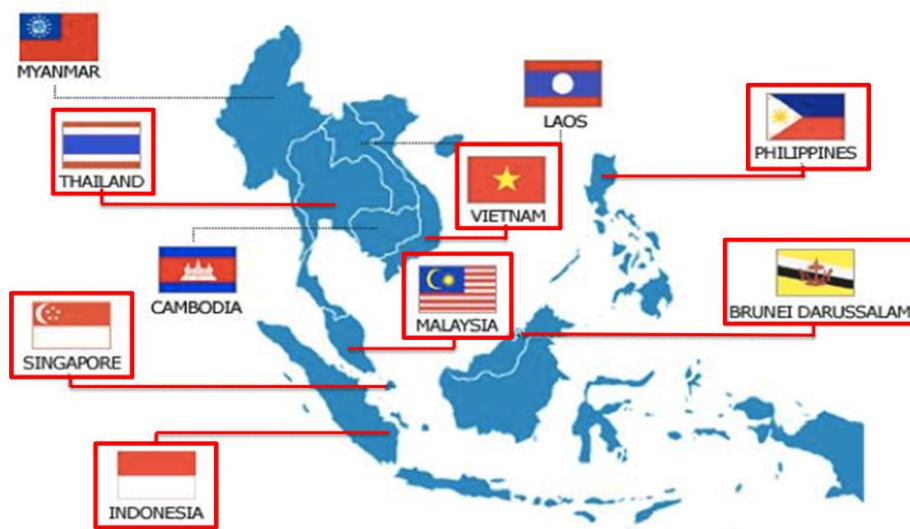 MYANMAR
LAOS
THAILAND
VIETNAM
PHILIPPINES
CAMBODIA
SINGAPORE
MALAYSIA
BRUNEI DARUSSALAM
INDONESIA